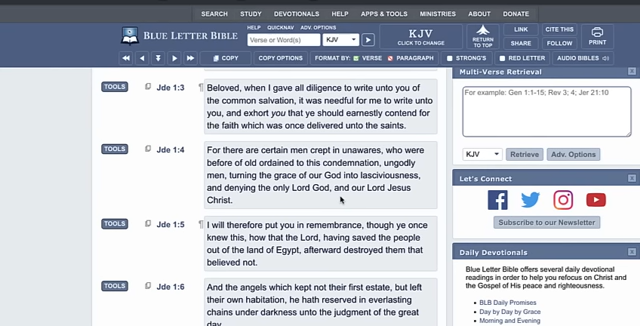 SEARCH STUDY DEVOTIONALS HELP APPS & TOOLS MINISTRIES ABOUT DONATE
BLUE LETTER BIBLE
HELP QUICKNAV ADV. OPTIONS
Verse or Word(s) KJV
KJV
CLICK TO CHANGE
RETURN
TO TOP
LINK CITE THIS
SHARE FOLLOW
PRINT
COPY COPY OPTIONS FORMAT BY: VERSE PARAGRAPH STRONG'S RED LETTER AUDIO BIBLES
TOOLS Jde 1:3 ¶
Beloved, when I gave all diligence to write unto you of
the common salvation, it was needful for me to write unto
you, and exhort you that ye should earnestly contend for
the faith which was once delivered unto the saints.
TOOLS Jde 1:4
For there are certain men crept in unawares, who were
before of old ordained to this condemnation, ungodly
men, turning the grace of our God into lasciviousness,
and denying the only Lord God, and our Lord Jesus
Christ.
TOOLS Jde 1:5 ¶
I will therefore put you in remembrance, though ye once
knew this, how that the Lord, having saved the people
out of the land of Egypt, afterward destroyed them that
believed not.
TOOLS Jde 1:6
And the angels which kept not their first estate, but left
their own habitation, he hath reserved in everlasting
chains under darkness unto the judgment of the great
day.
Multi-Verse Retrieval
For example: Gen 1:1-15; Rev 3; 4; Jer 21:10
KJV Retrieve Adv. Options
Let's Connect
Subscribe to our Newsletter
Daily Devotionals
Blue Letter Bible offers several daily devotional
readings in order to help you refocus on Christ and
the Gospel of His peace and righteousness.
BLB Daily Promises
Day by Day by Grace
Morning and Evening